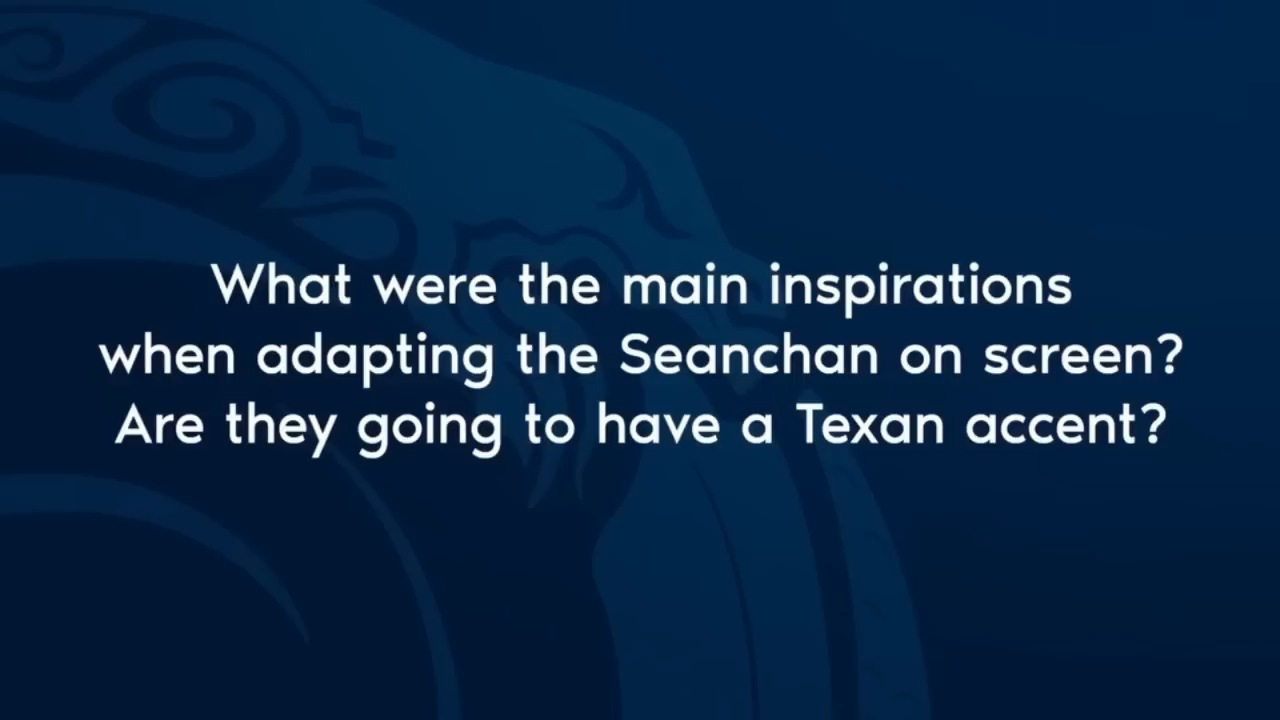 What were the main inspirations
when adapting the Seanchan on screen?
Are they going to have a Texan accent?